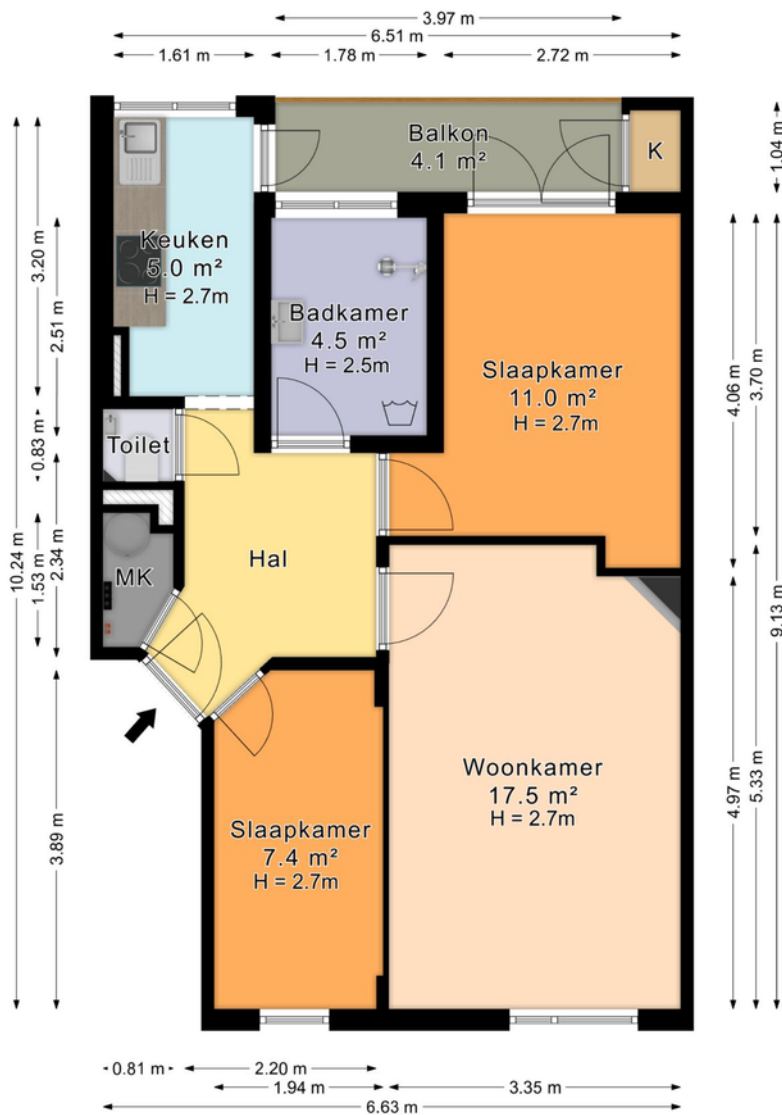 3.97 m
6.51 m
1.61 m
1.78 m
2.72 m
Balkon
4.1 m²
K
1.04 m
Keuken
5.0 m²
H = 2.7m
3.20 m
2.51 m
Badkamer
4.5 m²
H = 2.5m
Slaapkamer
11.0 m²
H = 2.7m
4.06 m
3.70 m
Toilet
0.83 m
Hal
MK
10.24 m
1.53 m
2.34 m
9.13 m
Woonkamer
17.5 m²
H = 2.7m
4.97 m
5.33 m
Slaapkamer
7.4 m²
H = 2.7m
3.89 m
0.81 m
2.20 m
1.94 m
3.35 m
6.63 m